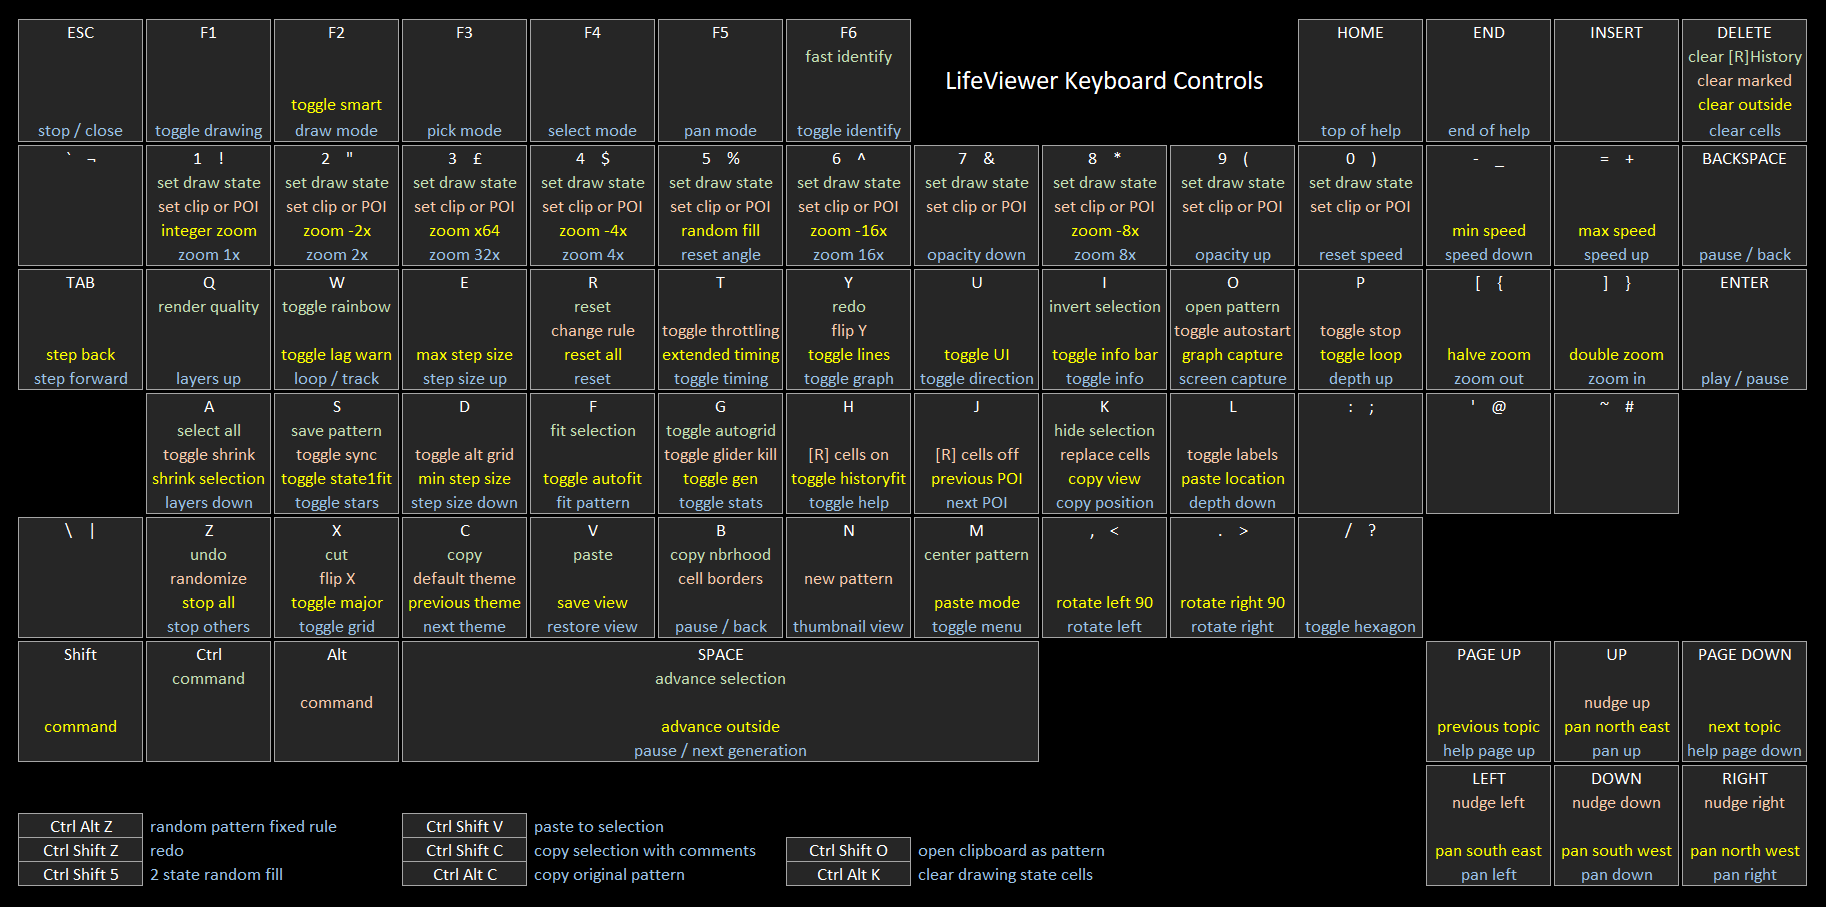 ESC
stop / close
F1
toggle drawing
F2
toggle smart
draw mode
F3
pick mode
F4
select mode
F5
pan mode
F6
fast identify
toggle identify
LifeViewer Keyboard Controls
HOME
top of help
END
end of help
INSERT
DELETE
clear [R]History
clear marked
clear outside
clear cells
` ¬
1 !
set draw state
set clip or POI
integer zoom
zoom 1x
2 "
set draw state
set clip or POI
zoom -2x
zoom 2x
3 £
set draw state
set clip or POI
zoom x64
zoom 32x
4 $
set draw state
set clip or POI
zoom -4x
zoom 4x
5 %
set draw state
set clip or POI
random fill
reset angle
6 ^
set draw state
set clip or POI
zoom -16x
zoom 16x
7 &
set draw state
set clip or POI
opacity down
8 *
set draw state
set clip or POI
zoom -8x
zoom 8x
9 (
set draw state
set clip or POI
opacity up
0 )
set draw state
set clip or POI
reset speed
- _
min speed
speed down
= +
max speed
speed up
BACKSPACE
pause / back
TAB
step back
step forward
Q
render quality
layers up
W
toggle rainbow
toggle lag warn
loop / track
E
max step size
step size up
R
reset
change rule
reset all
reset
T
toggle throttling
extended timing
toggle timing
Y
redo
flip Y
toggle lines
toggle graph
U
toggle UI
toggle direction
I
invert selection
toggle info bar
toggle info
O
open pattern
toggle autostart
graph capture
screen capture
P
toggle stop
toggle loop
depth up
[ {
halve zoom
zoom out
] }
double zoom
zoom in
ENTER
play / pause
A
select all
toggle shrink
shrink selection
layers down
S
save pattern
toggle sync
toggle state1fit
toggle stars
D
toggle alt grid
min step size
step size down
F
fit selection
toggle autofit
fit pattern
G
toggle autogrid
toggle glider kill
toggle gen
toggle stats
H
[R] cells on
toggle historyfit
toggle help
J
[R] cells off
previous POI
next POI
K
hide selection
replace cells
copy view
copy position
L
toggle labels
paste location
depth down
: ;
' @
~ #
\ |
Z
undo
randomize
stop all
stop others
X
cut
flip X
toggle major
toggle grid
C
copy
default theme
previous theme
next theme
V
paste
save view
restore view
B
copy nbrhood
cell borders
pause / back
N
new pattern
thumbnail view
M
center pattern
paste mode
toggle menu
, <
rotate left 90
rotate left
. >
rotate right 90
rotate right
/ ?
toggle hexagon
Shift
command
Ctrl
command
Alt
command
SPACE
advance selection
advance outside
pause / next generation
PAGE UP
previous topic
help page up
UP
nudge up
pan north east
pan up
PAGE DOWN
next topic
help page down
LEFT
nudge left
pan south east
pan left
DOWN
nudge down
pan south west
pan down
RIGHT
nudge right
pan north west
pan right
Ctrl Alt Z random pattern fixed rule
Ctrl Shift Z redo
Ctrl Shift 5 2 state random fill
Ctrl Shift V paste to selection
Ctrl Shift C copy selection with comments
Ctrl Alt C copy original pattern
Ctrl Shift O open clipboard as pattern
Ctrl Alt K clear drawing state cells